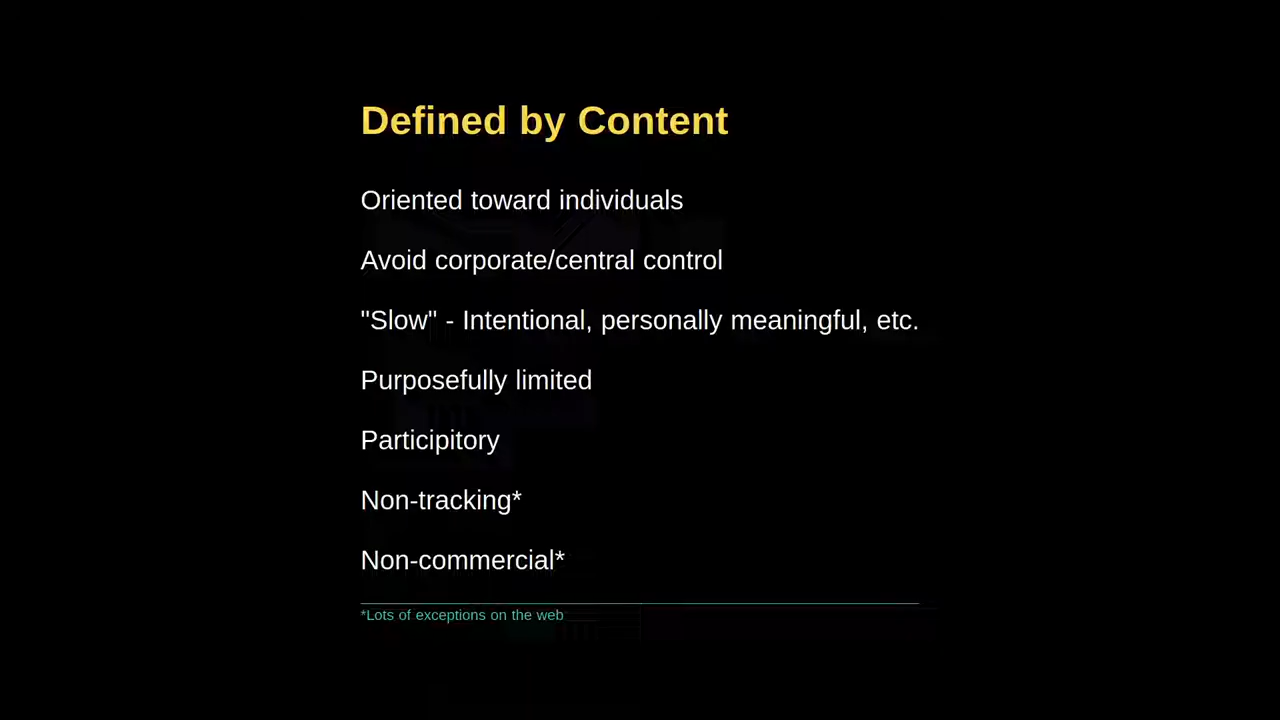 Defined by Content
Oriented toward individuals
Avoid corporate/central control
"Slow" - Intentional, personally meaningful, etc.
Purposefully limited
Participitory
Non-tracking*
Non-commercial*
*Lots of exceptions on the web